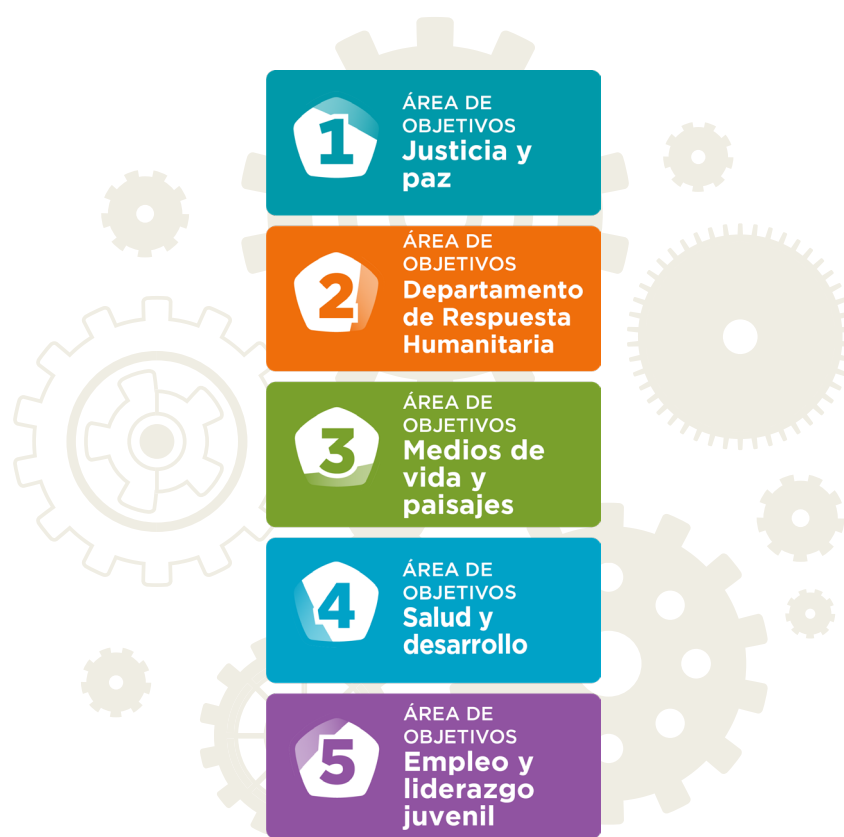 1
ÁREA DE
OBJETIVOS
Justicia y
paz
2
ÁREA DE
OBJETIVOS
Departamento
de Respuesta
Humanitaria
3
ÁREA DE
OBJETIVOS
Medios de
vida y
paisajes
4
ÁREA DE
OBJETIVOS
Salud y
desarrollo
5
ÁREA DE
OBJETIVOS
Empleo y
liderazgo
juvenil